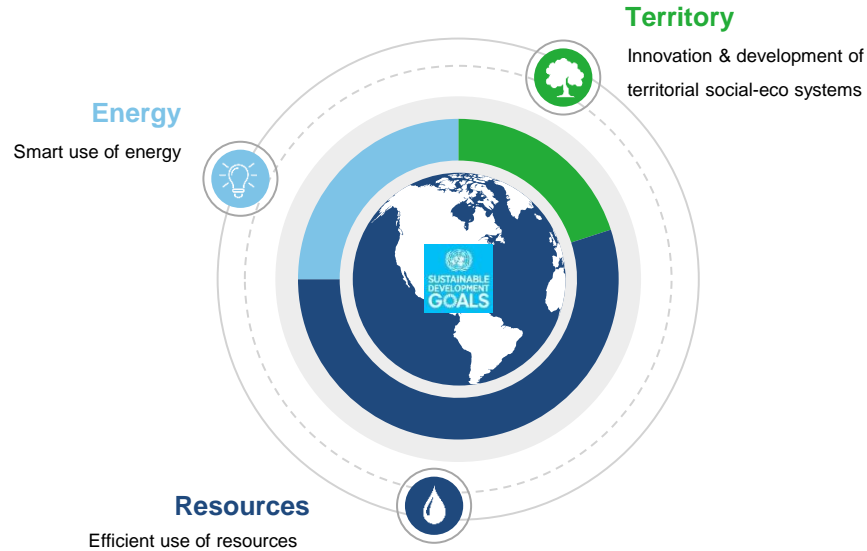 Territory
Innovation & development of
territorial social-eco systems
Energy
Smart use of energy
SUSTAINABLE
DEVELOPMENT
GOALS
Resources
Efficient use of resources